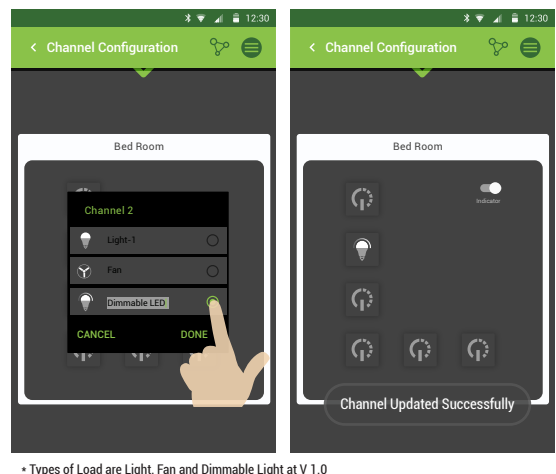 12:30
Channel Configuration
Bed Room
Channel 2
Light-1
Fan
Dimmable LED
CANCEL DONE
12:30
Channel Configuration
Bed Room
Indicator
Channel Updated Successfully
* Types of Load are Light, Fan and Dimmable Light at V 1.0